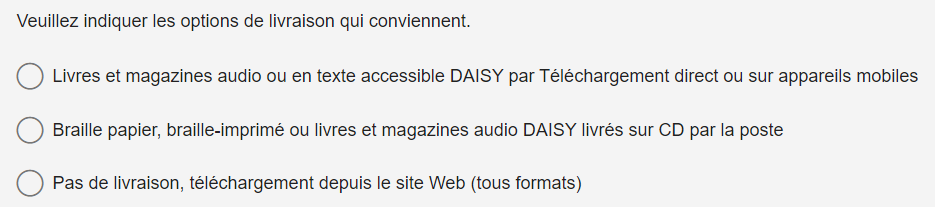 Veuillez indiquer les options de livraison qui conviennent.
Livres et magazines audio ou en texte accessible DAISY par Téléchargement direct ou sur appareils mobiles
Braille papier, braille-imprimé ou livres et magazines audio DAISY livrés sur CD par la poste
Pas de livraison, téléchargement depuis le site Web (tous formats)